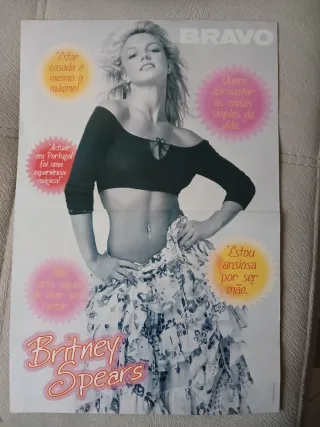 BRAVO
"Estar
casada é
mesmo o
máximo!
Quero
aproveitar
as coisas
simples da
vida.
"Actuar
em Portugal
foi uma
experiência
mágica!
"Estou
ansiosa
por ser
mãe.
Britney
Spears